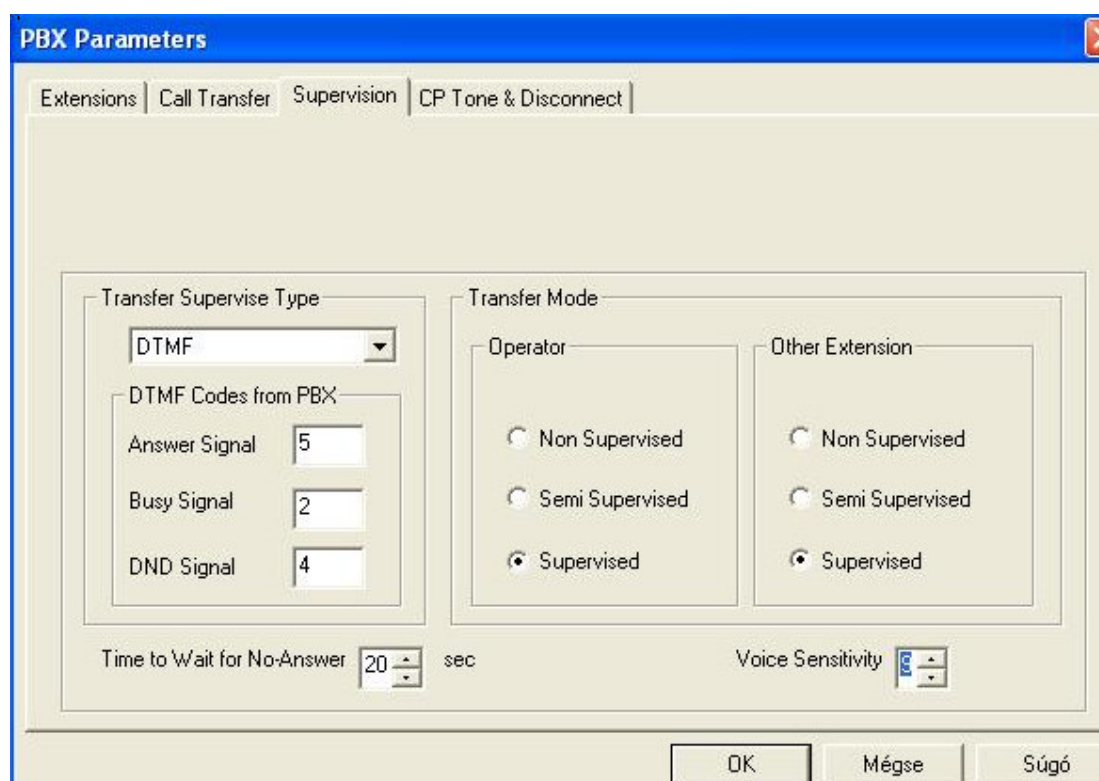 PBX Parameters
Extensions Call Transfer Supervision CP Tone & Disconnect
Transfer Supervise Type
DTMF
DTMF Codes from PBX
Answer Signal 5
Busy Signal 2
DND Signal 4
Transfer Mode
Operator
Non Supervised
Semi Supervised
Supervised
Other Extension
Non Supervised
Semi Supervised
Supervised
Time to Wait for No-Answer 20 sec
Voice Sensitivity
OK Mégse Súgó